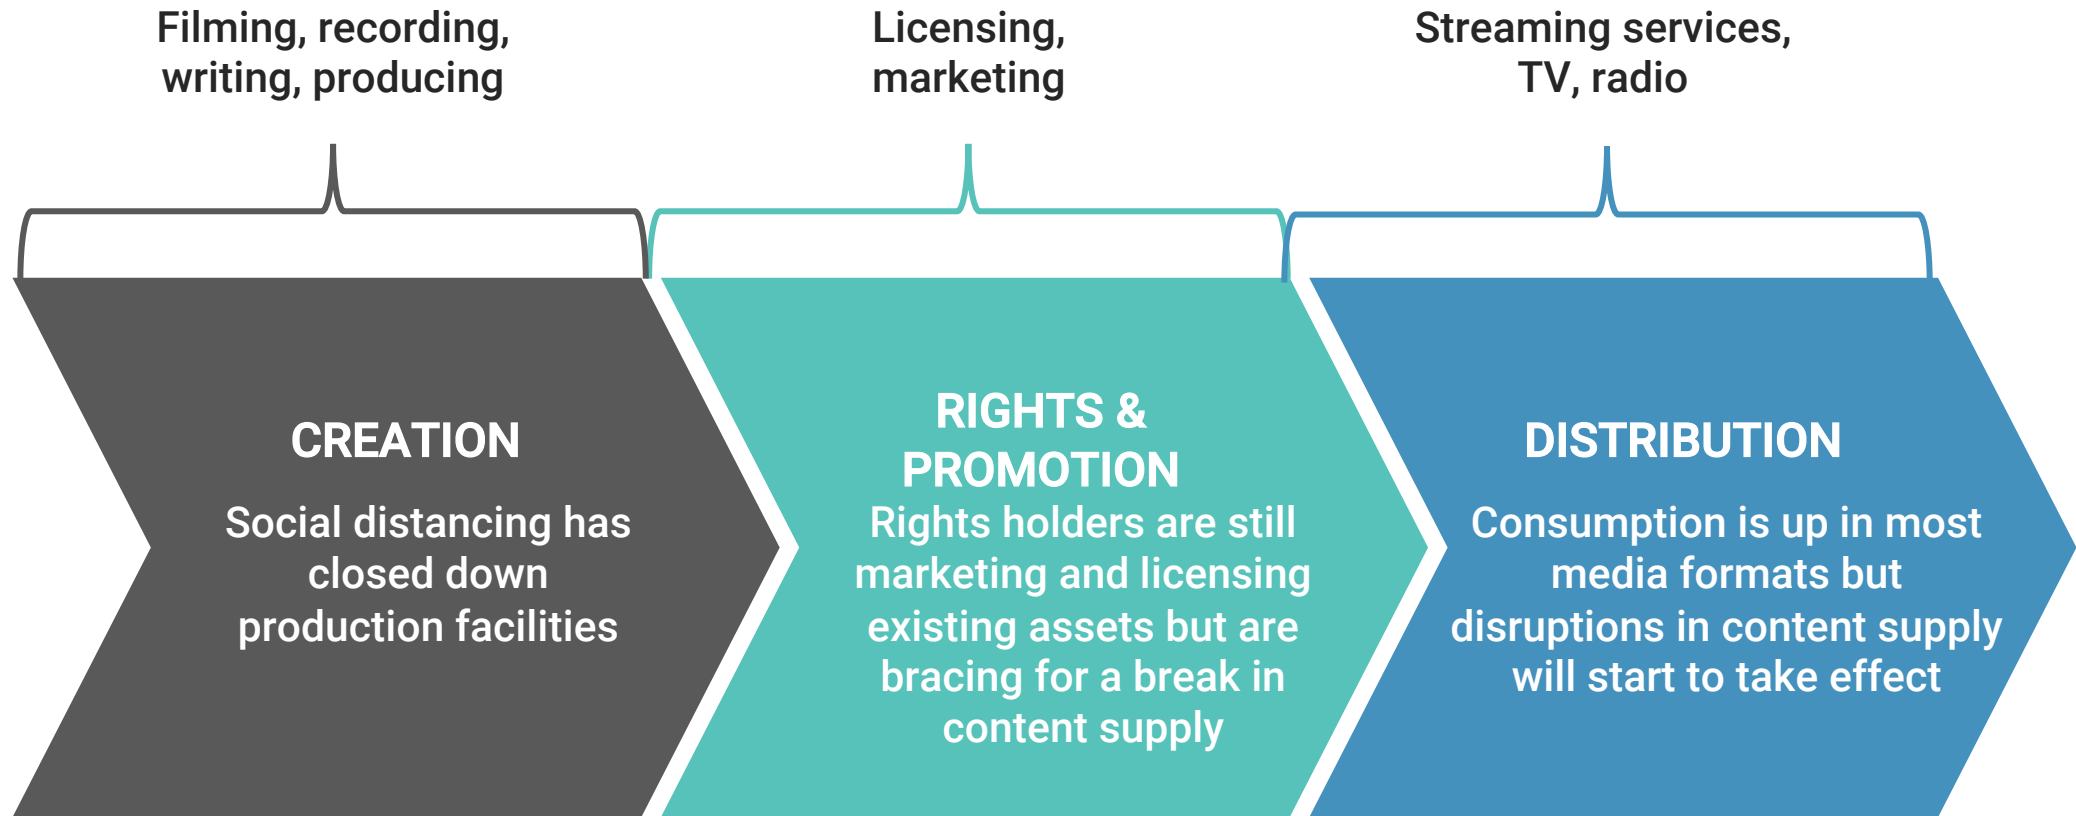 Filming, recording,
writing, producing
Licensing,
marketing
Streaming services,
TV, radio
CREATION
Social distancing has
closed down
production facilities
RIGHTS &
PROMOTION
Rights holders are still
marketing and licensing
existing assets but are
bracing for a break in
content supply
DISTRIBUTION
Consumption is up in most
media formats but
disruptions in content supply
will start to take effect